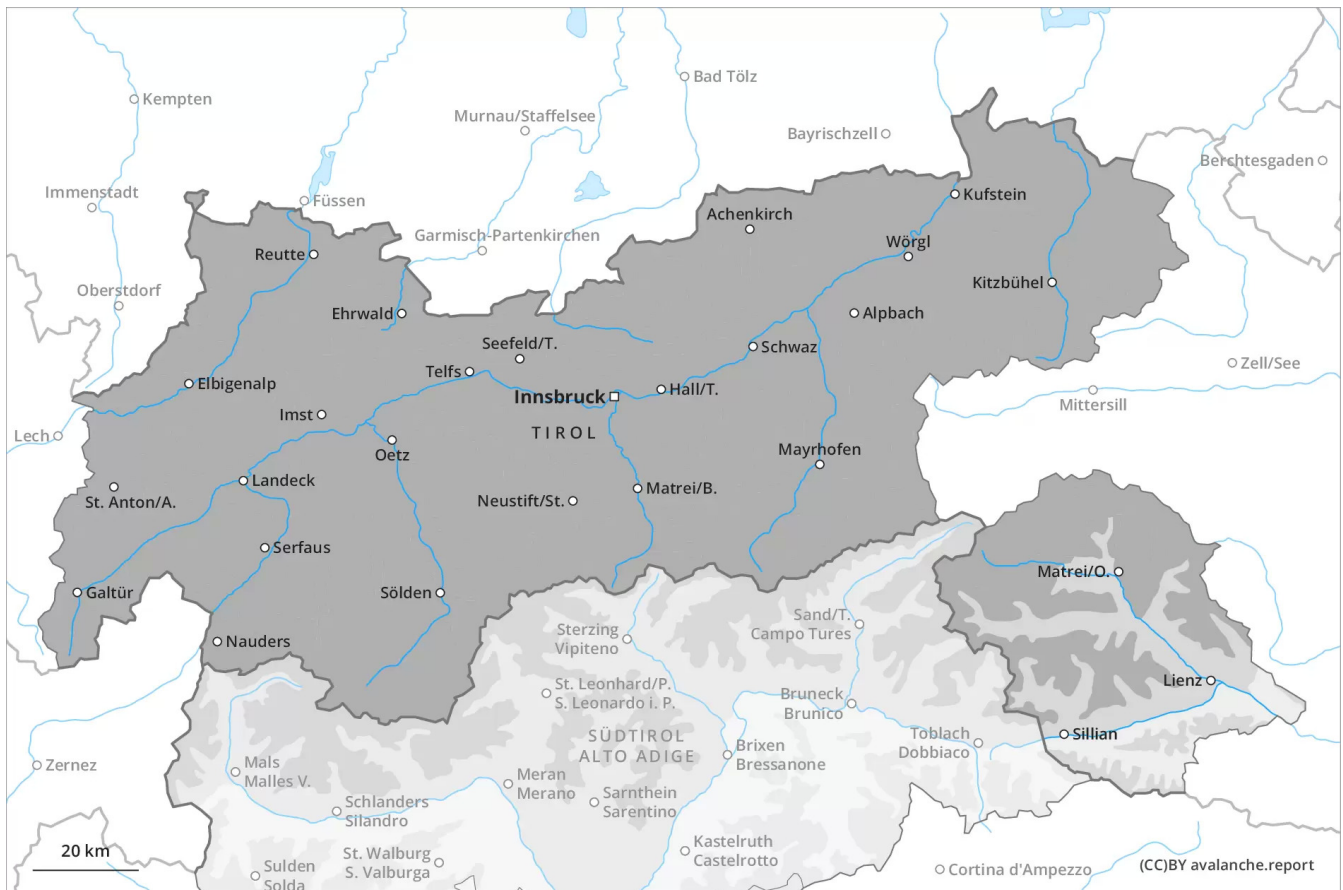 Bad Tölz
Kempten
Murnau/Staffelsee
Bayrischzell
Berchtesgaden
Immenstadt
Füssen
Kufstein
Achenkirch
Garmisch-Partenkirchen
Wörgl
Reutte
Kitzbühel
Oberstdorf
Ehrwald
Alpbach
Seefeld/T.
Schwaz
Telfs
Zell/See
Elbigenalp
Innsbruck
Hall/T.
Mittersill
Imst
TIROL
Lech
Oetz
Mayrhofen
Landeck
Matrei/B.
St. Anton/A.
Neustift/St.
Serfaus
Matrei/O.
Galtür
Sölden
Sand/T.
Campo Tures
Sterzing
Vipiteno
Nauders
Lienz
St. Leonhard/P.
S. Leonardo i. P.
Bruneck
Brunico
SÜDTIROL
ALTO ADIGE
Toblach
Dobbiaco
Sillian
Brixen
Bressanone
Zernez
Mals
Malles V.
Meran
Merano
Schlanders
Silandro
Sarnthein
Sarentino
20 km
St. Walburg
S. Valburga
Kastelruth
Castelrotto
Sulden
Solda
Cortina d'Ampezzo
(CC)BY avalanche.report